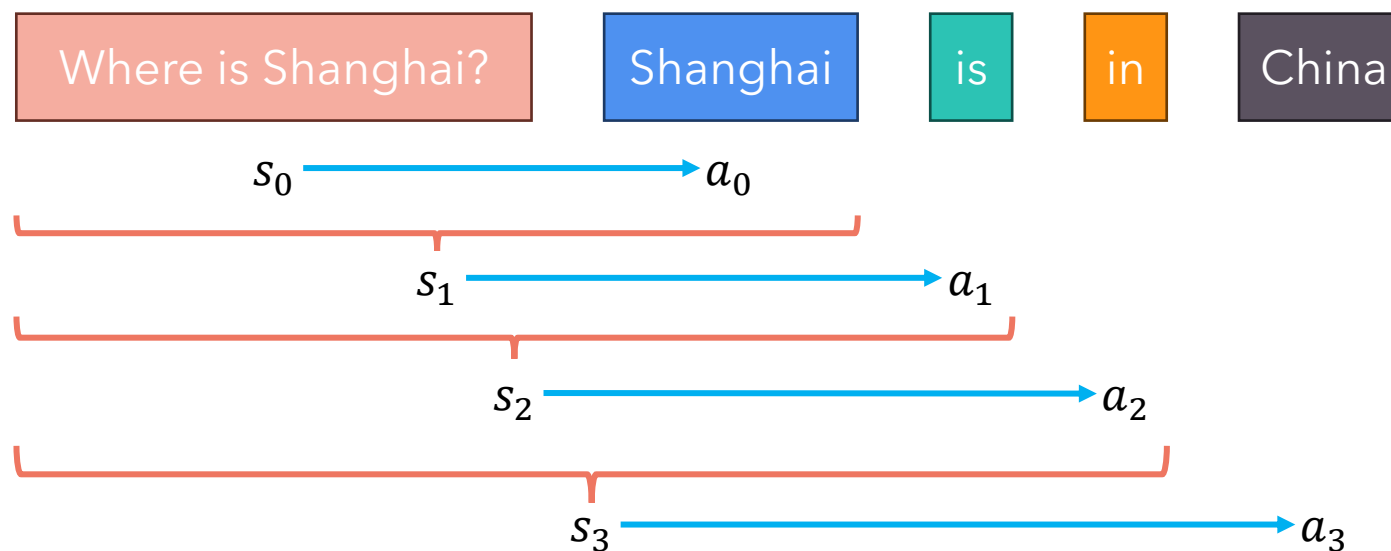 Where is Shanghai? Shanghai is in China
s₀ a₀
s₁ a₁
s₂ a₂
s₃ a₃